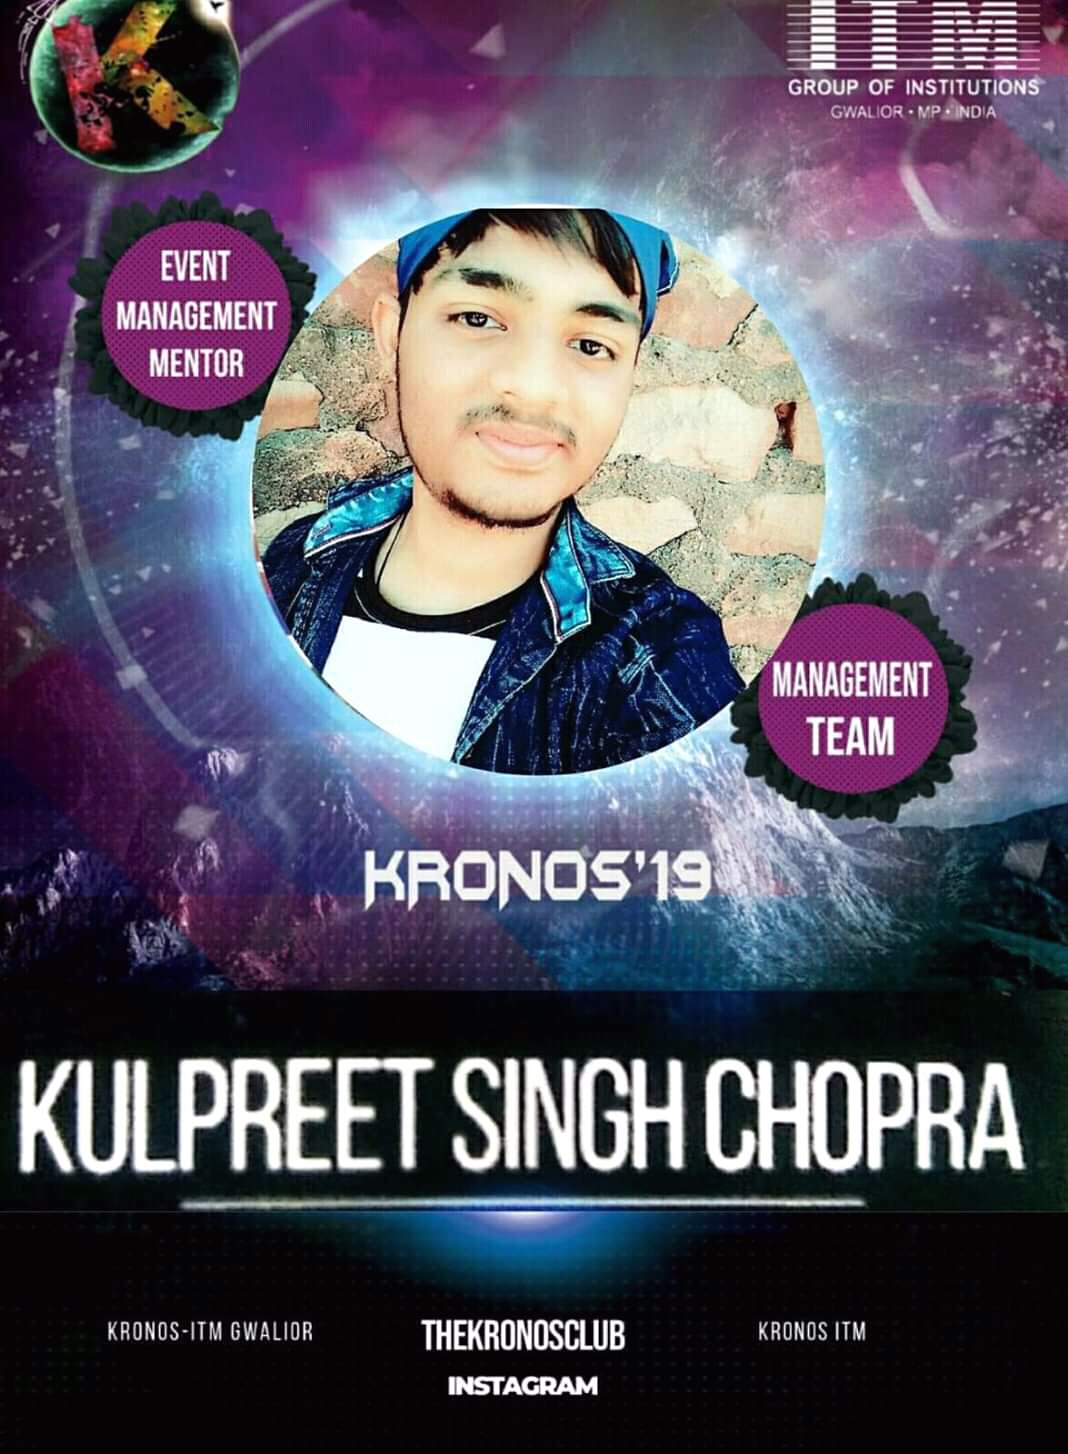 K
ITM
GROUP OF INSTITUTIONS
GWALIOR • MP • INDIA
EVENT
MANAGEMENT
MENTOR
MANAGEMENT
TEAM
KRONOS'19
KULPREET SINGH CHOPRA
KRONOS-ITM GWALIOR
THEKRONOSCLUB
KRONOS ITM
INSTAGRAM